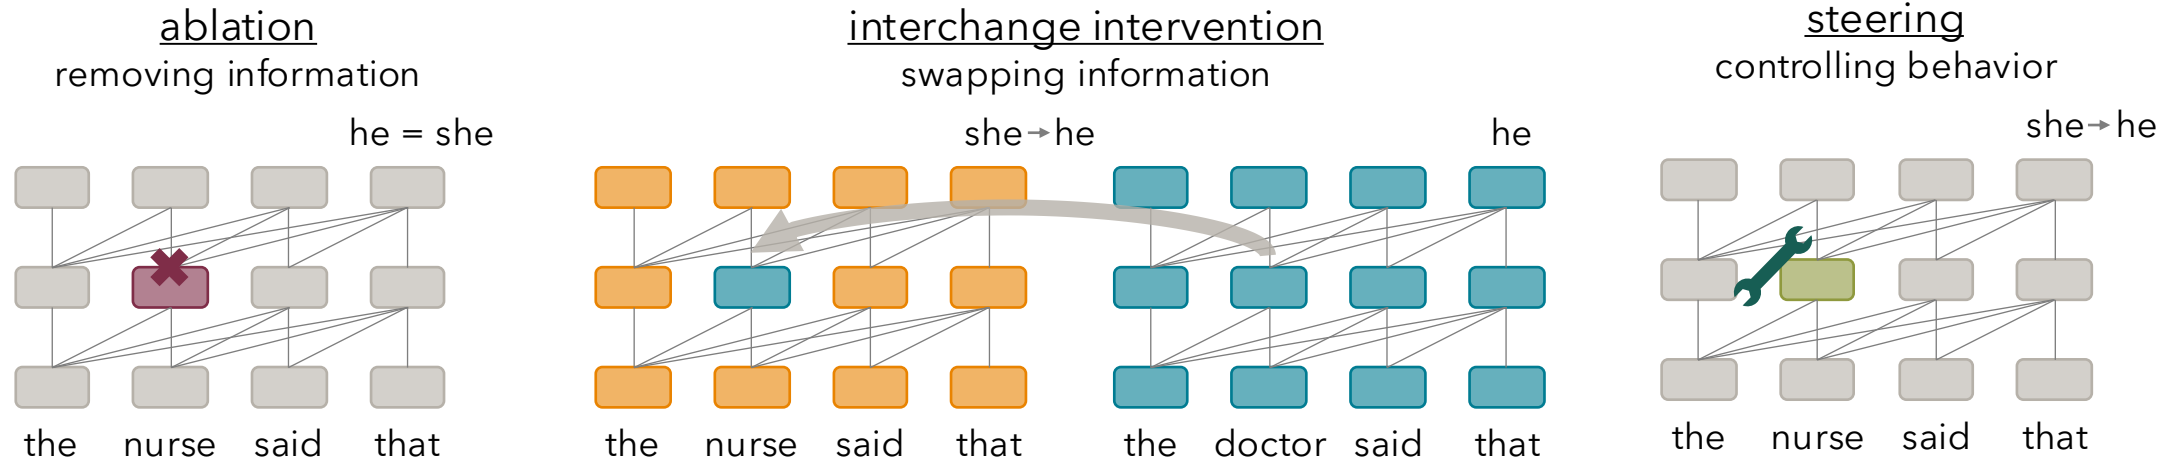 ablation
removing information
he = she
the nurse said that
interchange intervention
swapping information
she → he
he
the nurse said that
the doctor said that
steering
controlling behavior
she → he
the nurse said that